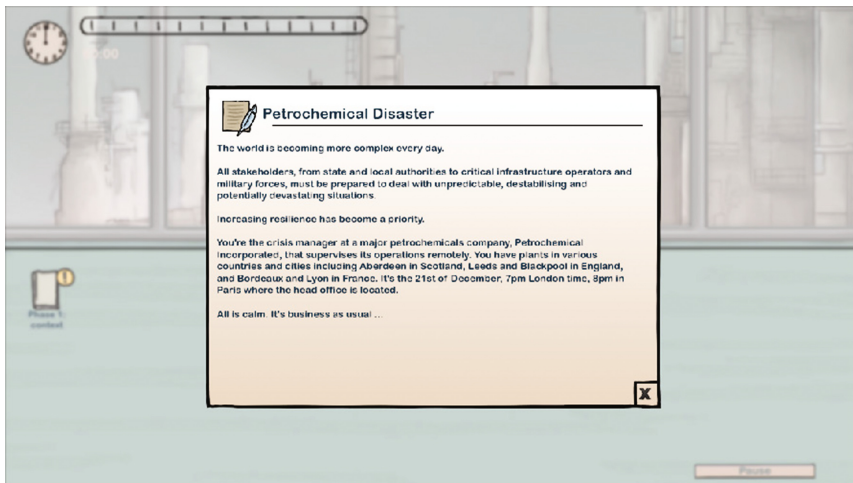 :00
Petrochemical Disaster
The world is becoming more complex every day.
All stakeholders, from state and local authorities to critical infrastructure operators and
military forces, must be prepared to deal with unpredictable, destabilising and
potentially devastating situations.
Increasing resilience has become a priority.
You're the crisis manager at a major petrochemicals company, Petrochemical
Incorporated, that supervises its operations remotely. You have plants in various
countries and cities including Aberdeen in Scotland, Leeds and Blackpool in England,
and Bordeaux and Lyon in France. It's the 21st of December, 7pm London time, 8pm in
Paris where the head office is located.
All is calm. It's business as usual ...
X
Phase 1:
context
Pause